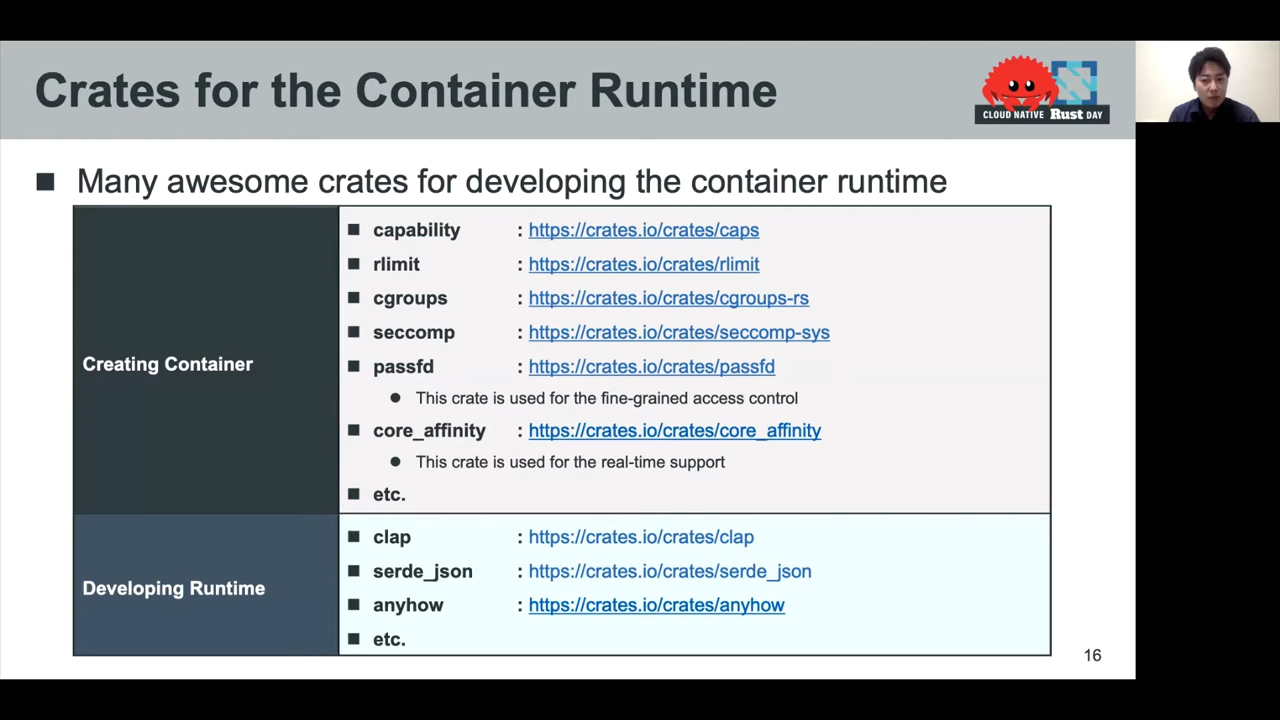 Crates for the Container Runtime
CLOUD NATIVE Rust DAY
■ Many awesome crates for developing the container runtime
Creating Container
■ capability : https://crates.io/crates/caps
■ rlimit : https://crates.io/crates/rlimit
■ cgroups : https://crates.io/crates/cgroups-rs
■ seccomp : https://crates.io/crates/seccomp-sys
■ passfd : https://crates.io/crates/passfd
● This crate is used for the fine-grained access control
■ core_affinity : https://crates.io/crates/core_affinity
● This crate is used for the real-time support
■ etc.
Developing Runtime
■ clap : https://crates.io/crates/clap
■ serde_json : https://crates.io/crates/serde_json
■ anyhow : https://crates.io/crates/anyhow
■ etc.
16